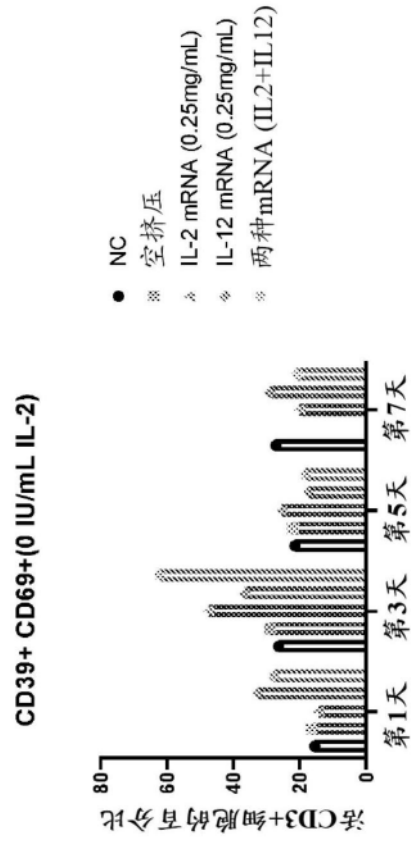 CD39+ CD69+(0 IU/mL IL-2)
活CD3+细胞的百分比
80
60
40
20
0
第1天
第3天
第5天
第7天
NC
空挤压
IL-2 mRNA (0.25mg/mL)
IL-12 mRNA (0.25mg/mL)
两种mRNA (IL2+IL12)